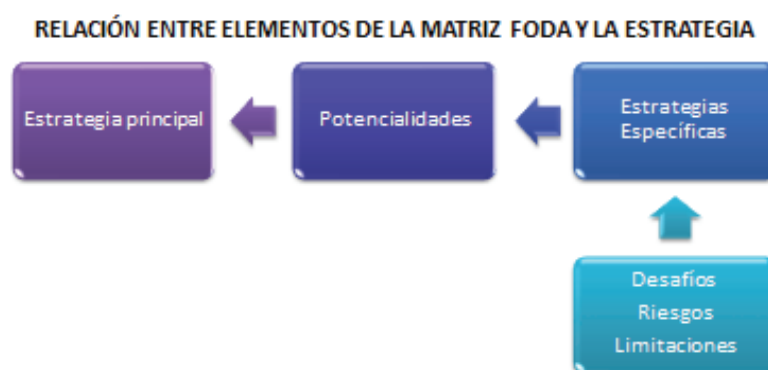 RELACIÓN ENTRE ELEMENTOS DE LA MATRIZ FODA Y LA ESTRATEGIA
Estrategia principal
Potencialidades
Estrategias
Específicas
Desafíos
Riesgos
Limitaciones